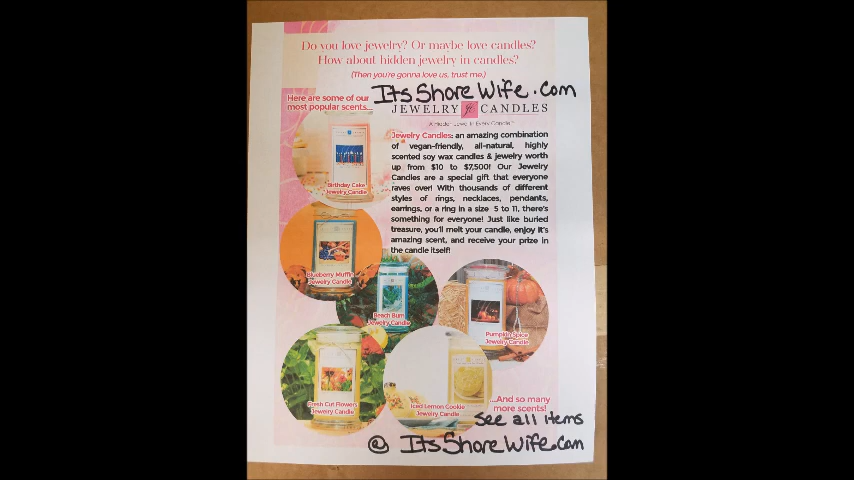 Do you love jewelry? Or maybe love candles?
How about hidden jewelry in candles?
(Then you're gonna love us, trust me.)
ItsShoreWife.com
Here are some of our
most popular scents...
JEWELRY CANDLES
A Hidden Jewel In Every Candle
Jewelry Candles: an amazing combination
of vegan-friendly, all-natural, highly
scented soy wax candles & jewelry worth
up from $10 to $7,500! Our Jewelry
Candles are a special gift that everyone
raves over! With thousands of different
styles of rings, necklaces, pendants,
earrings, or a ring in a size 5 to 11, there's
something for everyone! Just like buried
treasure, you'll melt your candle, enjoy it's
amazing scent, and receive your prize in
the candle itself!
Birthday Cake
Jewelry Candle
Blueberry Muffin
Jewelry Candle
Beach Bum
Jewelry Candle
Pumpkin Spice
Jewelry Candle
Fresh Cut Flowers
Jewelry Candle
Iced Lemon Cookie
Jewelry Candle
...And so many
more scents!
See all items
@ ItsShoreWife.com